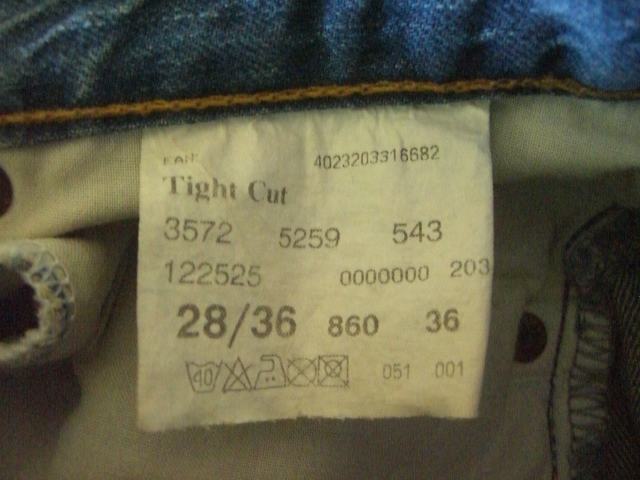 EAN: 4023203316682
Tight Cut
3572 5259 543
122525 0000000 203
28/36 860 36
40 051 001